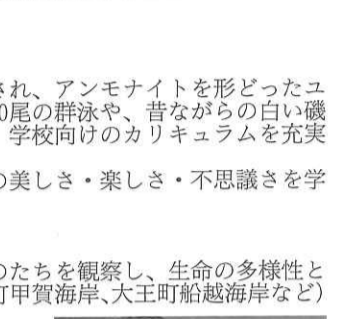 され、アンモナイトを形どったユ
0尾の群泳や、昔ながらの白い磯
学校向けのカリキュラムを充実
の美しさ・楽しさ・不思議さを学
のたちを観察し、生命の多様性と
町甲賀海岸、大王町船越海岸など)